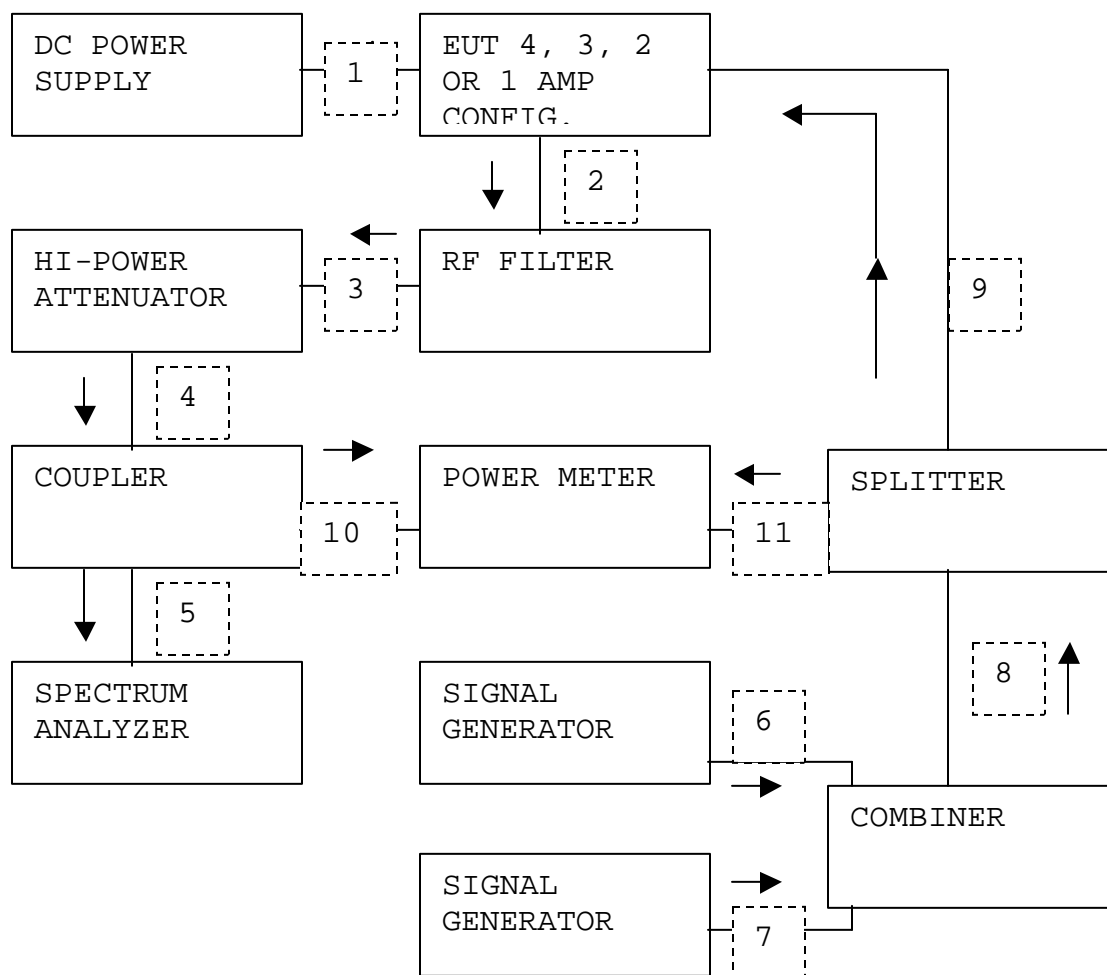 DC POWER
SUPPLY
1
EUT 4, 3, 2
OR 1 AMP
CONFIG.
2
HI-POWER
ATTENUATOR
3
RF FILTER
9
4
COUPLER
10
POWER METER
11
SPLITTER
5
8
SPECTRUM
ANALYZER
SIGNAL
GENERATOR
6
COMBINER
SIGNAL
GENERATOR
7